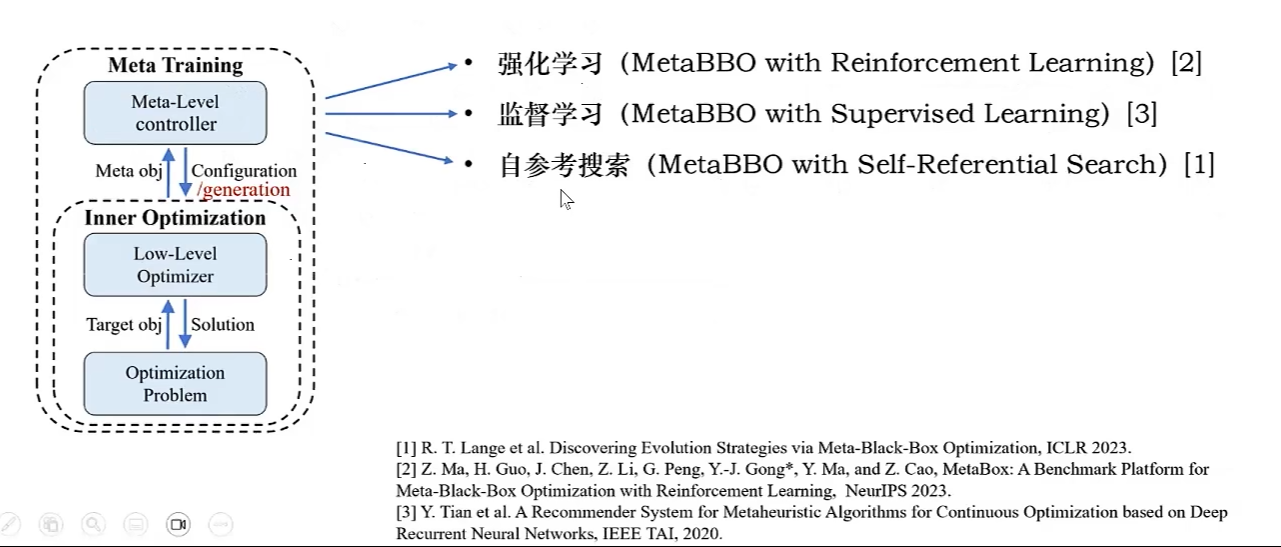 Meta Training
Meta-Level
controller
Meta obj
Configuration
/generation
Inner Optimization
Low-Level
Optimizer
Target obj
Solution
Optimization
Problem
• 强化学习（MetaBBO with Reinforcement Learning）[2]
• 监督学习（MetaBBO with Supervised Learning）[3]
• 自参考搜索（MetaBBO with Self-Referential Search）[1]
[1] R. T. Lange et al. Discovering Evolution Strategies via Meta-Black-Box Optimization, ICLR 2023.
[2] Z. Ma, H. Guo, J. Chen, Z. Li, G. Peng, Y.-J. Gong*, Y. Ma, and Z. Cao, MetaBox: A Benchmark Platform for
Meta-Black-Box Optimization with Reinforcement Learning, NeurIPS 2023.
[3] Y. Tian et al. A Recommender System for Metaheuristic Algorithms for Continuous Optimization based on Deep
Recurrent Neural Networks, IEEE TAI, 2020.